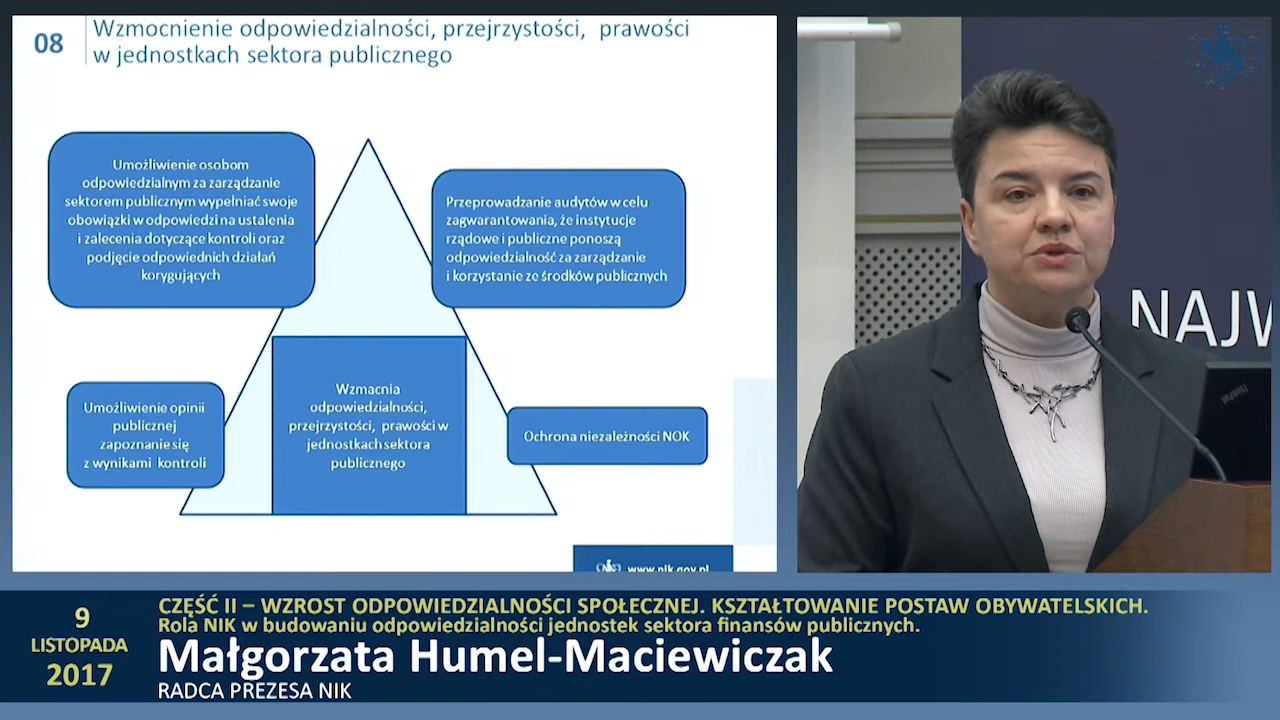 08
Wzmocnienie odpowiedzialności, przejrzystości, prawości
w jednostkach sektora publicznego
Umożliwienie osobom
odpowiedzialnym za zarządzanie
sektorem publicznym wypełniać swoje
obowiązki w odpowiedzi na ustalenia
i zalecenia dotyczące kontroli oraz
podjęcie odpowiednich działań
korygujących
Przeprowadzanie audytów w celu
zagwarantowania, że instytucje
rządowe i publiczne ponoszą
odpowiedzialność za zarządzanie
i korzystanie ze środków publicznych
Umożliwienie opinii
publicznej
zapoznanie się
z wynikami kontroli
Wzmacnia
odpowiedzialności,
przejrzystości, prawości w
jednostkach sektora
publicznego
Ochrona niezależności NOK
NIK www.nik.gov.pl
NIK
NAJW
ThinkPad
9
LISTOPADA
2017
CZĘŚĆ II – WZROST ODPOWIEDZIALNOŚCI SPOŁECZNEJ. KSZTAŁTOWANIE POSTAW OBYWATELSKICH.
Rola NIK w budowaniu odpowiedzialności jednostek sektora finansów publicznych.
Małgorzata Humel-Maciewiczak
RADCA PREZESA NIK